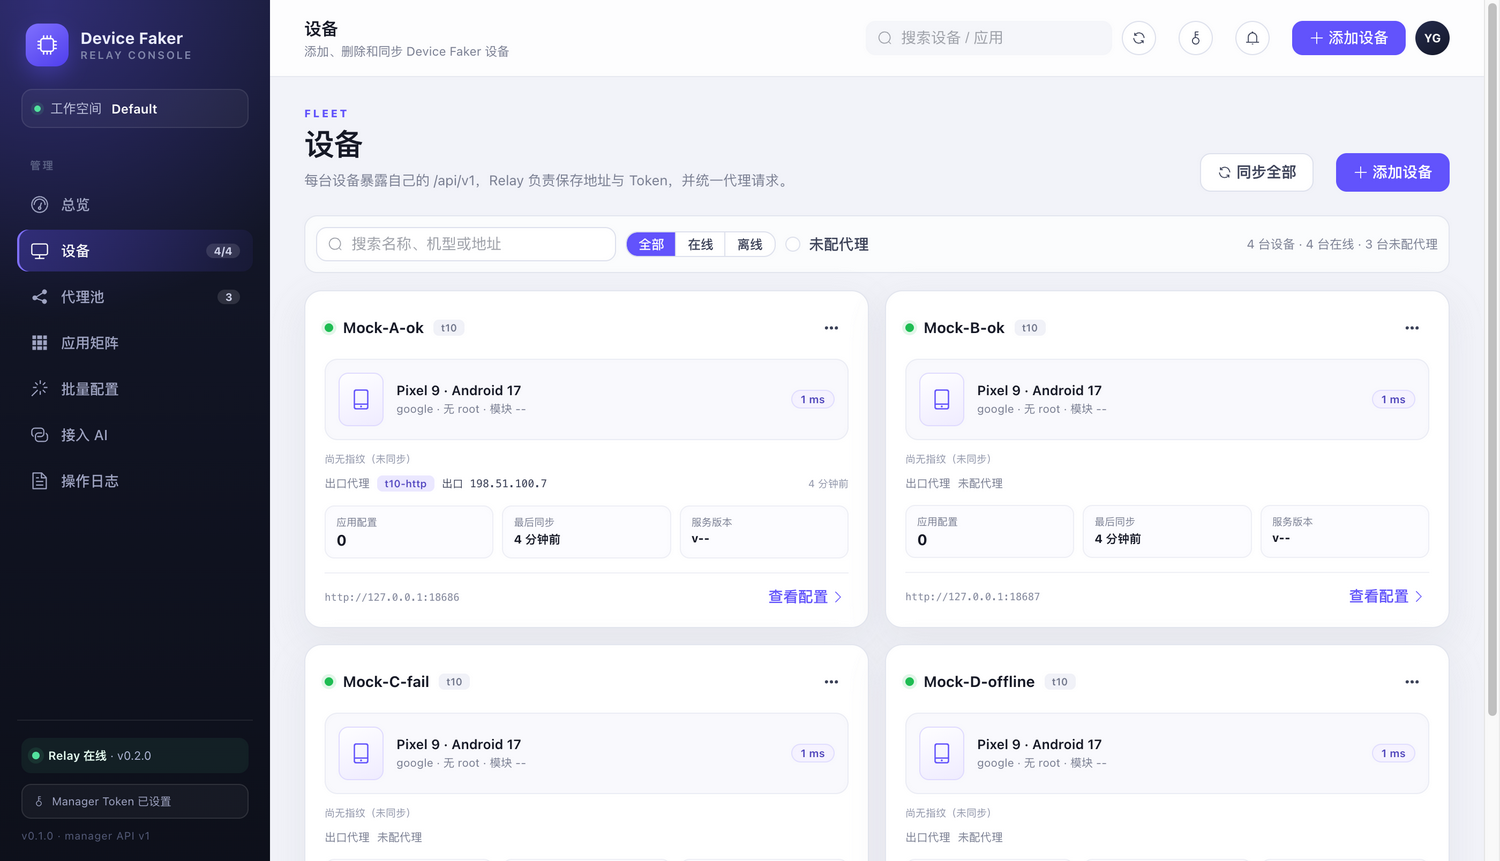 Device Faker
RELAY CONSOLE
工作空间 Default
管理
总览
设备 4/4
代理池 3
应用矩阵
批量配置
接入 AI
操作日志
Relay 在线 · v0.2.0
Manager Token 已设置
v0.1.0 · manager API v1
设备
添加、删除和同步 Device Faker 设备
搜索设备 / 应用
添加设备
YG
FLEET
设备
每台设备暴露自己的 /api/v1，Relay 负责保存地址与 Token，并统一代理请求。
同步全部
添加设备
搜索名称、机型或地址
全部 在线 离线 未配代理
4 台设备 · 4 台在线 · 3 台未配代理
Mock-A-ok t10
Pixel 9 · Android 17
google · 无 root · 模块 --
1 ms
尚无指纹（未同步）
出口代理 t10-http 出口 198.51.100.7 4 分钟前
应用配置 最后同步 服务版本
0 4 分钟前 v--
http://127.0.0.1:18686 查看配置
Mock-B-ok t10
Pixel 9 · Android 17
google · 无 root · 模块 --
1 ms
尚无指纹（未同步）
出口代理 未配代理
应用配置 最后同步 服务版本
0 4 分钟前 v--
http://127.0.0.1:18687 查看配置
Mock-C-fail t10
Pixel 9 · Android 17
google · 无 root · 模块 --
1 ms
尚无指纹（未同步）
出口代理 未配代理
Mock-D-offline t10
Pixel 9 · Android 17
google · 无 root · 模块 --
1 ms
尚无指纹（未同步）
出口代理 未配代理